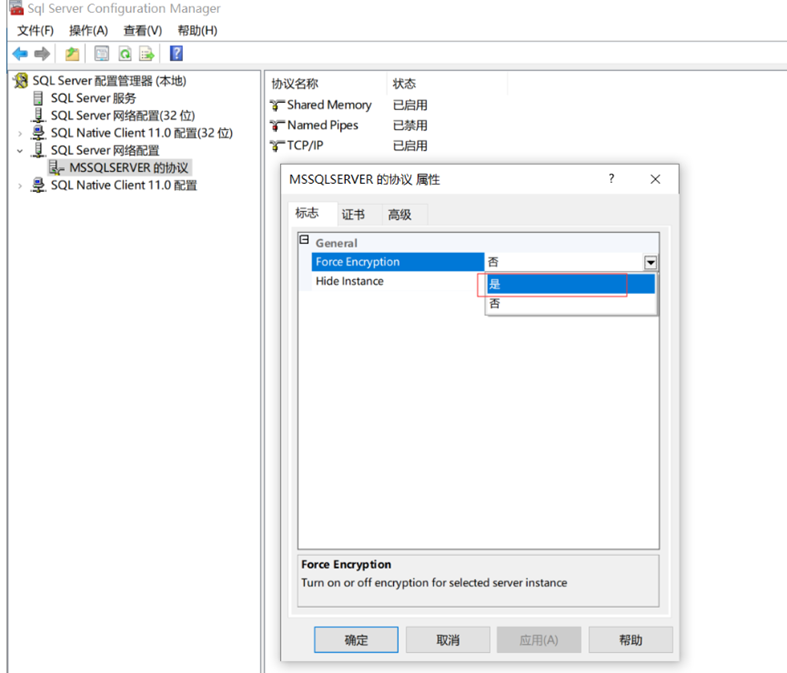 Sql Server Configuration Manager
文件(F) 操作(A) 查看(V) 帮助(H)
SQL Server 配置管理器 (本地)
SQL Server 服务
SQL Server 网络配置(32 位)
SQL Native Client 11.0 配置(32 位)
SQL Server 网络配置
MSSQLSERVER 的协议
SQL Native Client 11.0 配置
协议名称 状态
Shared Memory 已启用
Named Pipes 已禁用
TCP/IP 已启用
MSSQLSERVER 的协议 属性
标志 证书 高级
General
Force Encryption 否
Hide Instance
是
否
Force Encryption
Turn on or off encryption for selected server instance
确定 取消 应用(A) 帮助